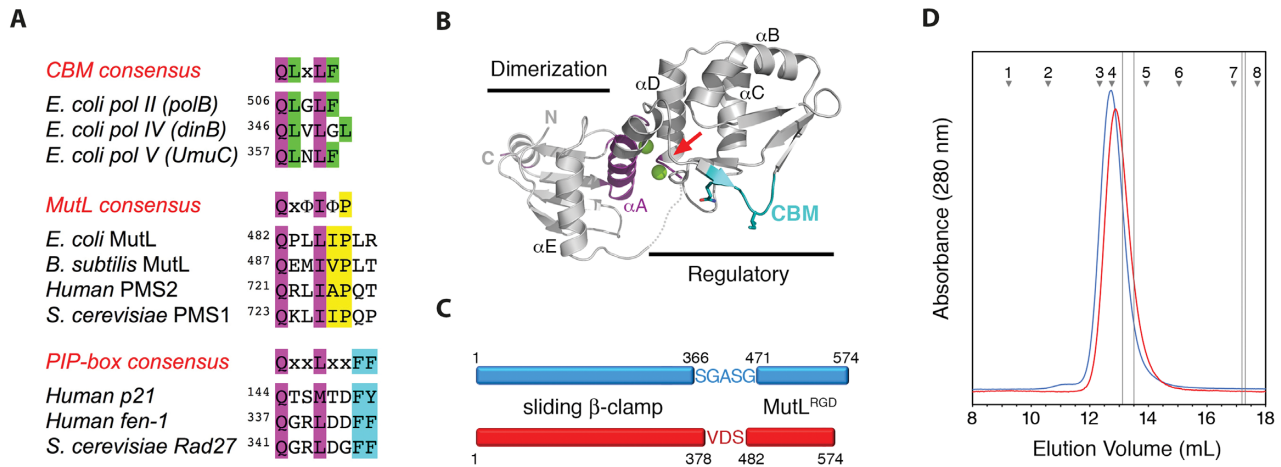 A
CBM consensus QLxLF
E. coli pol II (polB) 506 QLGLF
E. coli pol IV (dinB) 346 QLVLGL
E. coli pol V (UmuC) 357 QLNLF
MutL consensus QxΦIΦP
E. coli MutL 482 QPLLIPLR
B. subtilis MutL 487 QEMIVPLT
Human PMS2 721 QRLIAPQT
S. cerevisiae PMS1 723 QKLIIPQP
PIP-box consensus QxxLxxFF
Human p21 144 QTSMTDFY
Human fen-1 337 QGRLDDFF
S. cerevisiae Rad27 341 QGRLDGFF
B
αB
Dimerization
αD
αC
N
C
αA
CBM
αE
Regulatory
C
1 366 471 574
SGASG
sliding β-clamp MutLRGD
VDS
1 378 482 574
D
1 2 3 4 5 6 7 8
Absorbance (280 nm)
8 10 12 14 16 18
Elution Volume (mL)